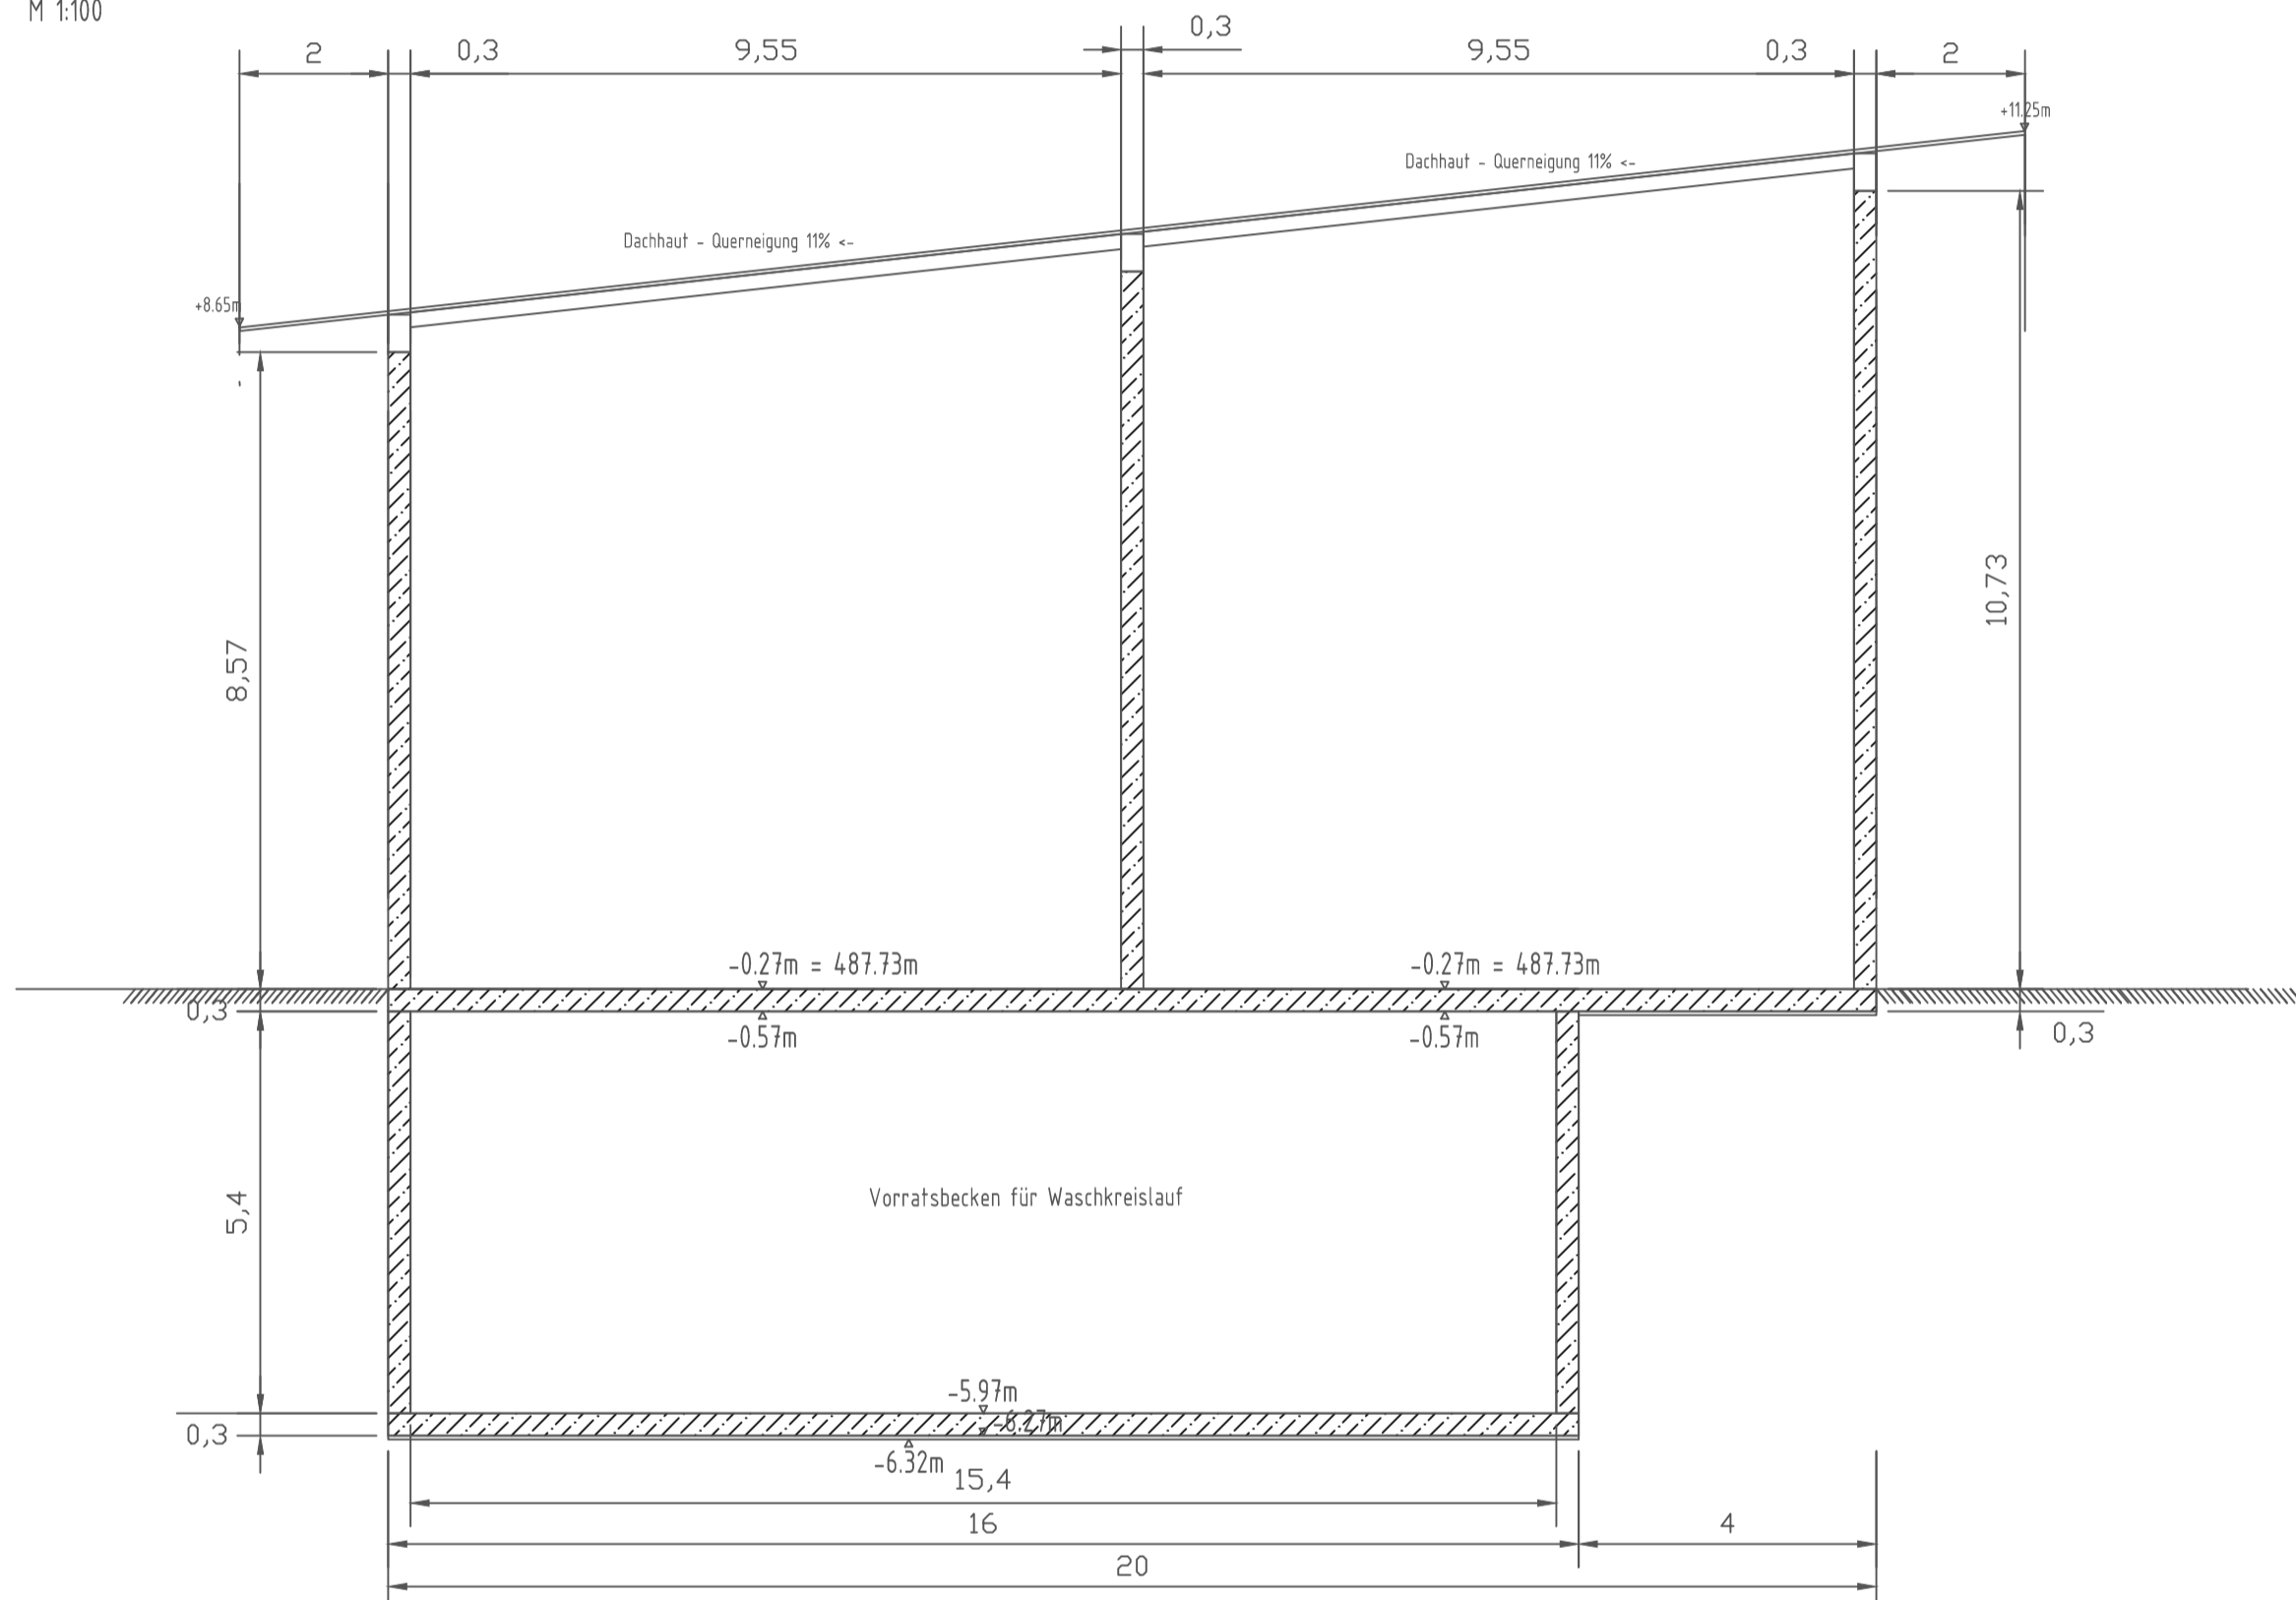 M 1:100
0,3
2
0,3
9,55
9,55
0,3
2
+11.25m
Dachhaut - Querneigung 11% <-
Dachhaut - Querneigung 11% <-
+8.65m
10,73
8,57
-0.27m = 487.73m
-0.27m = 487.73m
0,3
-0.57m
-0.57m
0,3
Vorratsbecken für Waschkreislauf
5,4
-5.97m
-6.27m
0,3
-6.32m
15,4
16
4
20